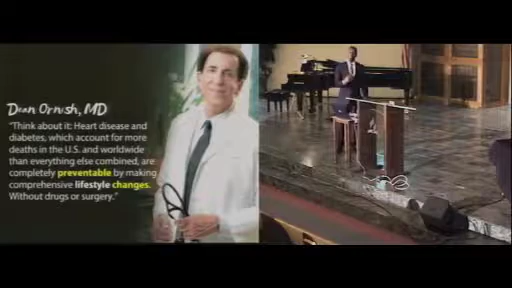 Dean Ornish, MD
"Think about it: Heart disease and
diabetes, which account for more
deaths in the U.S. and worldwide
than everything else combined, are
completely preventable by making
comprehensive lifestyle changes.
Without drugs or surgery."